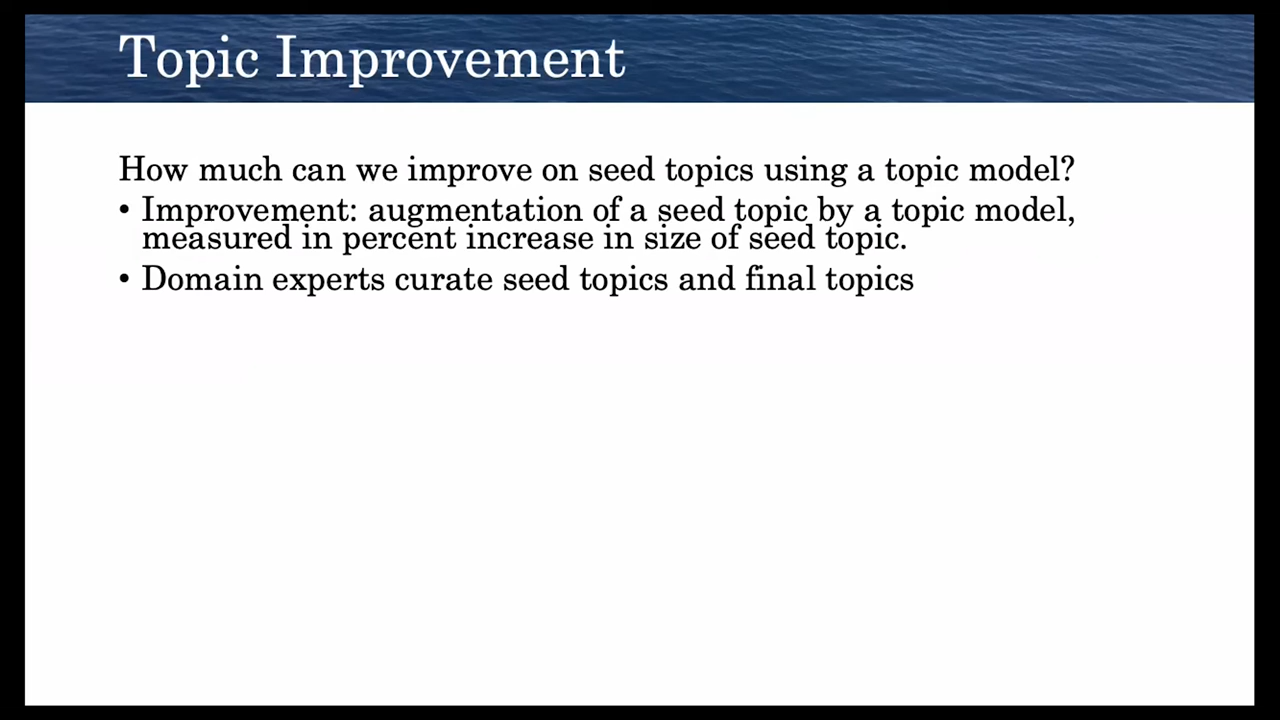 Topic Improvement
How much can we improve on seed topics using a topic model?
• Improvement: augmentation of a seed topic by a topic model,
measured in percent increase in size of seed topic.
• Domain experts curate seed topics and final topics